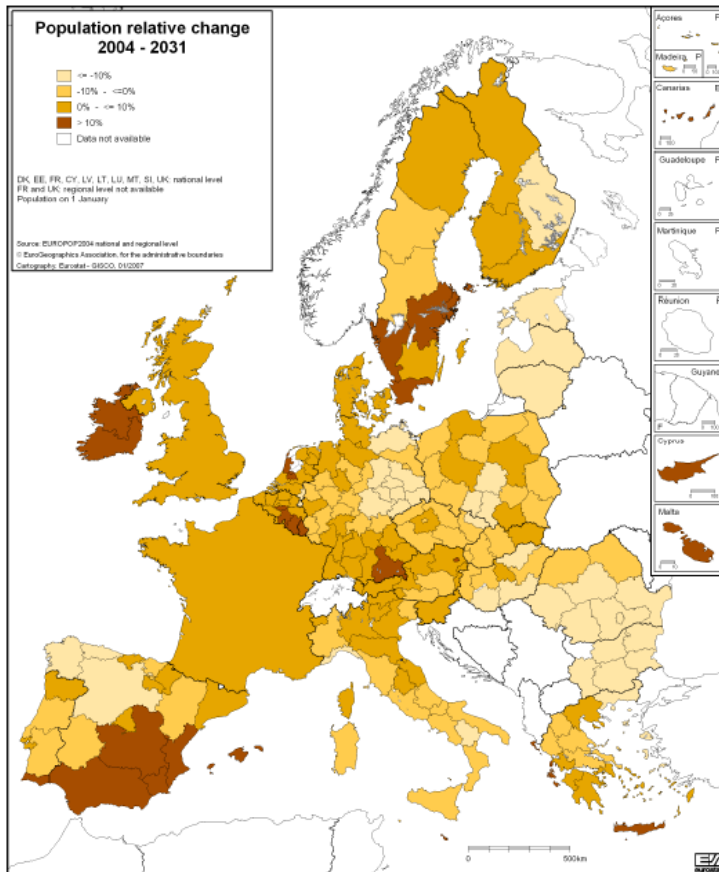 Population relative change
2004 - 2031
<= -10%
-10% - <=0%
0% - <= 10%
> 10%
Data not available
DK, EE, FR, CY, LV, LT, LU, MT, SI, UK: national level
FR and UK: regional level not available
Population on 1 January
Source: EUROPOP2004 national and regional level
© EuroGeographics Association, for the administrative boundaries
Cartography: Eurostat - GISCO, 01/2007
Açores
Madeira P
Canarias
Guadeloupe
Martinique
Réunion
Guyane
Cyprus
Malta
0
500km
eurostat